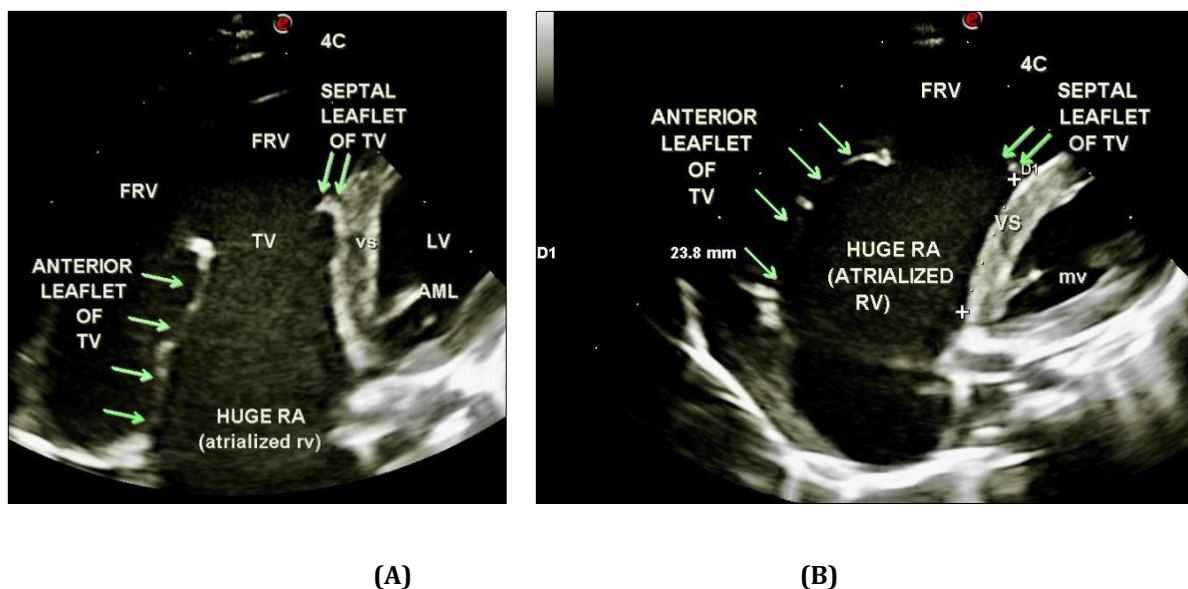 e
4C
SEPTAL
LEAFLET
OF TV
FRV
FRV
TV
vs
LV
ANTERIOR
LEAFLET
OF
TV
AML
HUGE RA
(atrialized rv)
(A)
e
4C
FRV
SEPTAL
LEAFLET
OF TV
ANTERIOR
LEAFLET
OF
TV
D1
VS
D1
23.8 mm
HUGE RA
(ATRIALIZED
RV)
mv
(B)